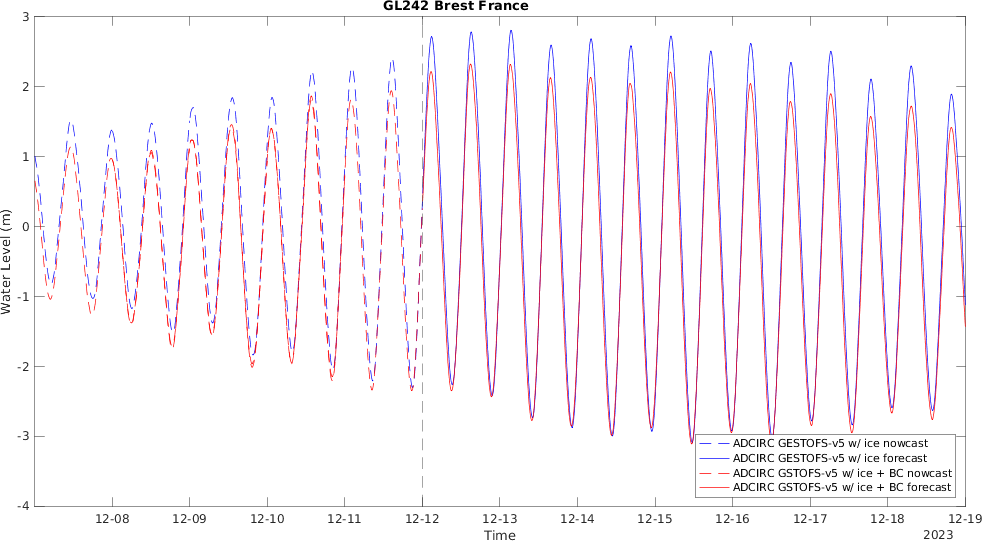 GL242 Brest France
3
2
1
0
-1
-2
-3
-4
Water Level (m)
ADCIRC GESTOFS-v5 w/ ice nowcast
ADCIRC GESTOFS-v5 w/ ice forecast
ADCIRC GSTOFS-v5 w/ ice + BC nowcast
ADCIRC GSTOFS-v5 w/ ice + BC forecast
12-08 12-09 12-10 12-11 12-12 12-13 12-14 12-15 12-16 12-17 12-18 12-19
Time
2023